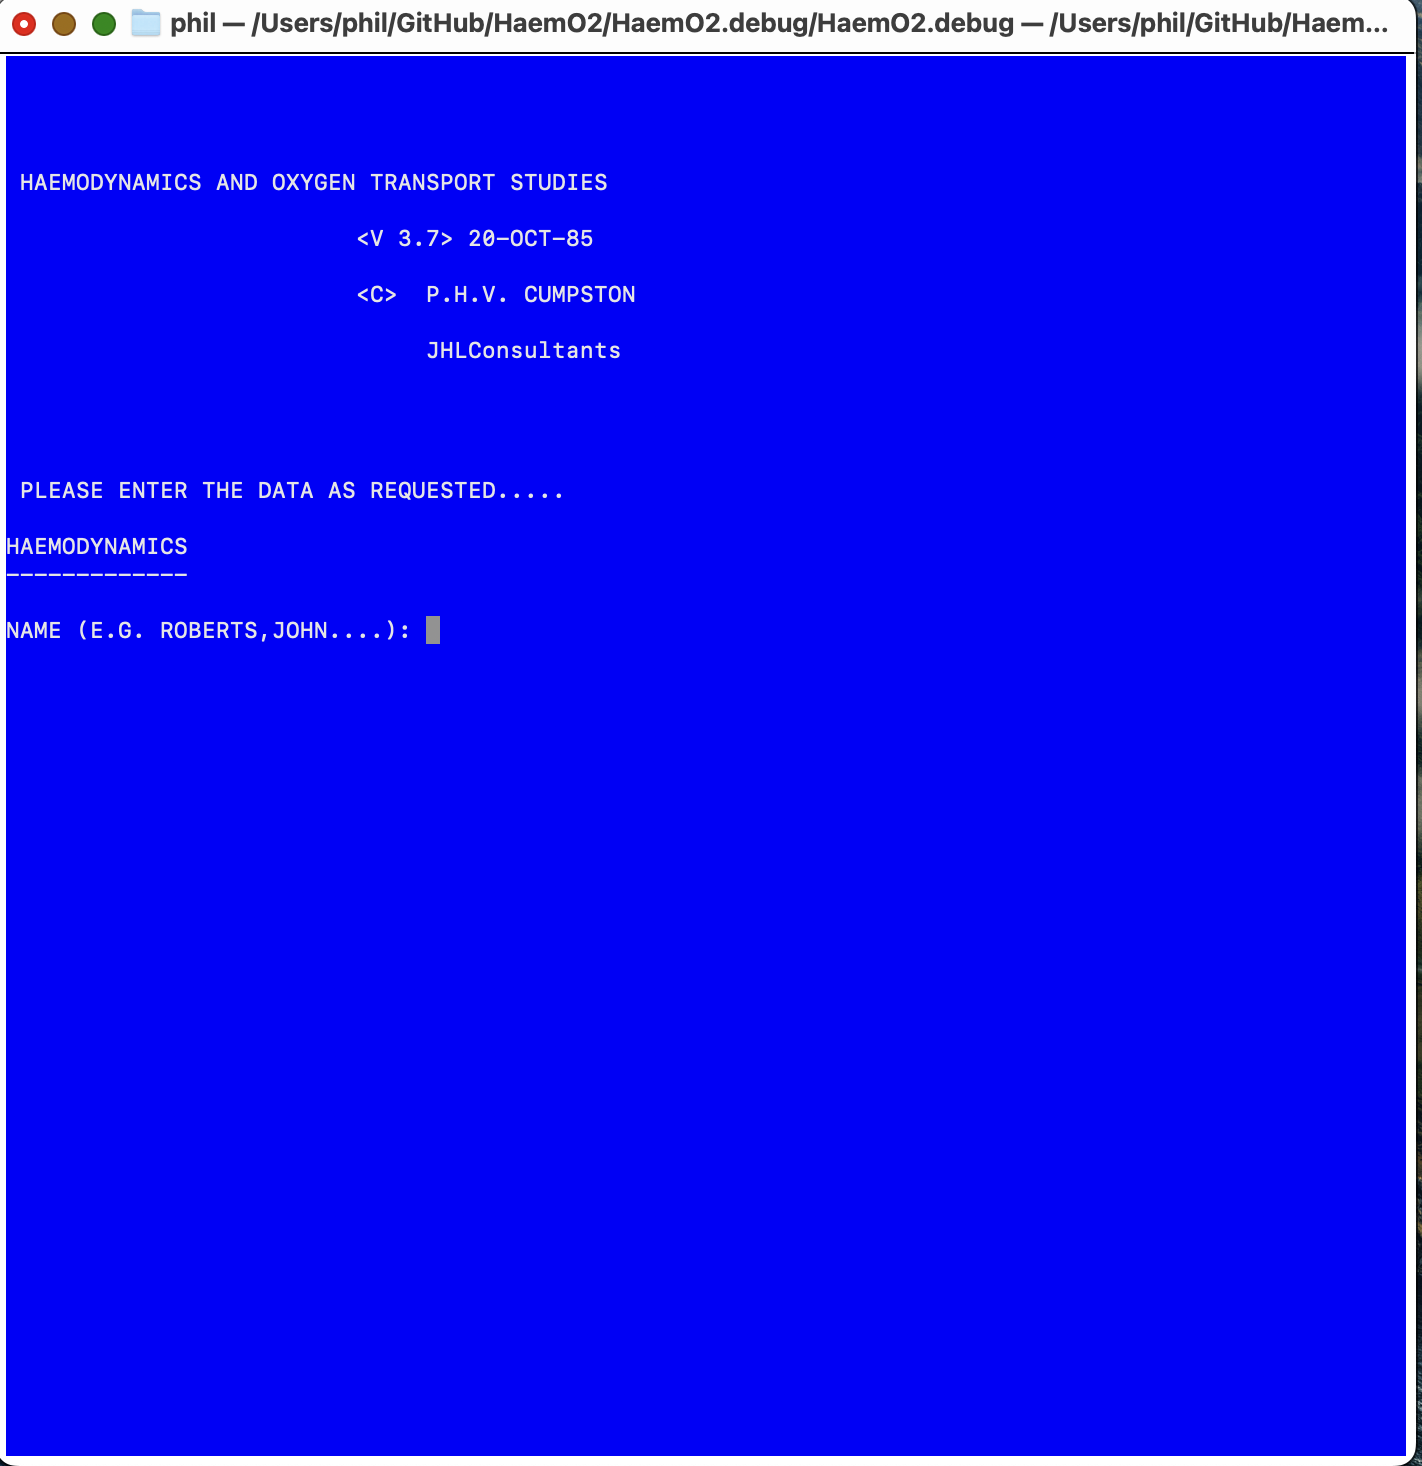 phil — /Users/phil/GitHub/HaemO2/HaemO2.debug/HaemO2.debug — /Users/phil/GitHub/Haem...
HAEMODYNAMICS AND OXYGEN TRANSPORT STUDIES
<V 3.7> 20-OCT-85
<C>  P.H.V. CUMPSTON
JHLConsultants
PLEASE ENTER THE DATA AS REQUESTED.....
HAEMODYNAMICS
-------------
NAME (E.G. ROBERTS,JOHN....):